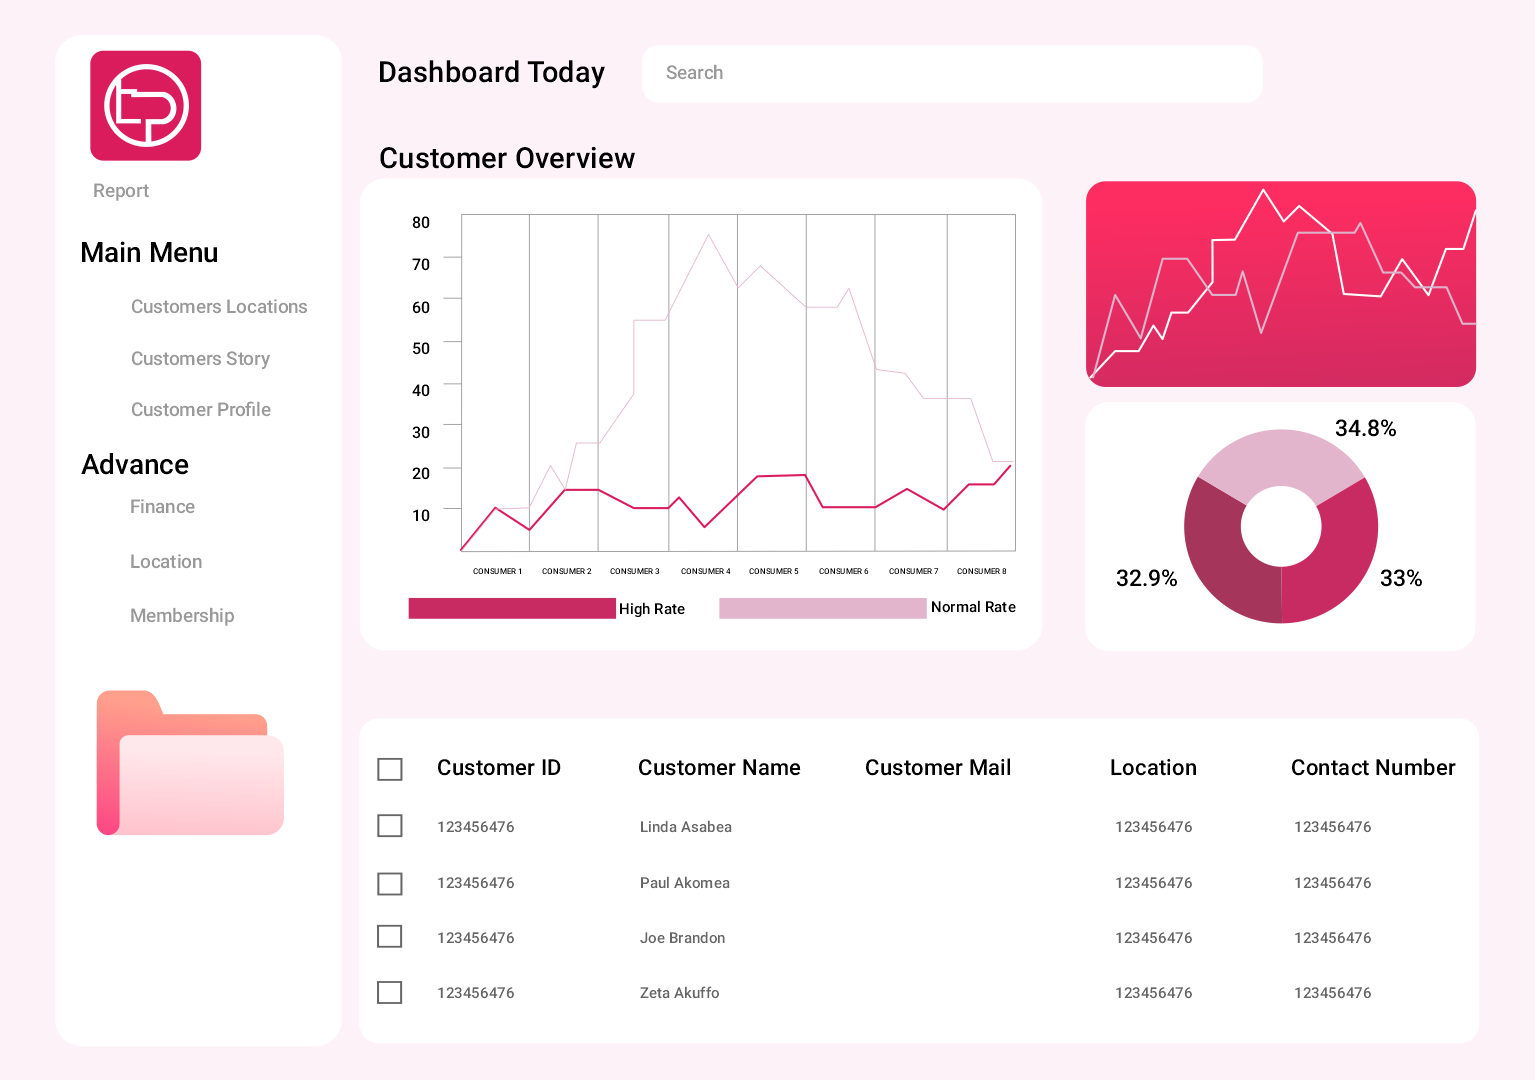 Report
Main Menu
Customers Locations
Customers Story
Customer Profile
Advance
Finance
Location
Membership
Dashboard Today
Search
Customer Overview
80
70
60
50
40
30
20
10
CONSUMER 1 CONSUMER 2 CONSUMER 3 CONSUMER 4 CONSUMER 5 CONSUMER 6 CONSUMER 7 CONSUMER 8
High Rate Normal Rate
34.8%
32.9% 33%
Customer ID Customer Name Customer Mail Location Contact Number
123456476 Linda Asabea 123456476 123456476
123456476 Paul Akomea 123456476 123456476
123456476 Joe Brandon 123456476 123456476
123456476 Zeta Akuffo 123456476 123456476